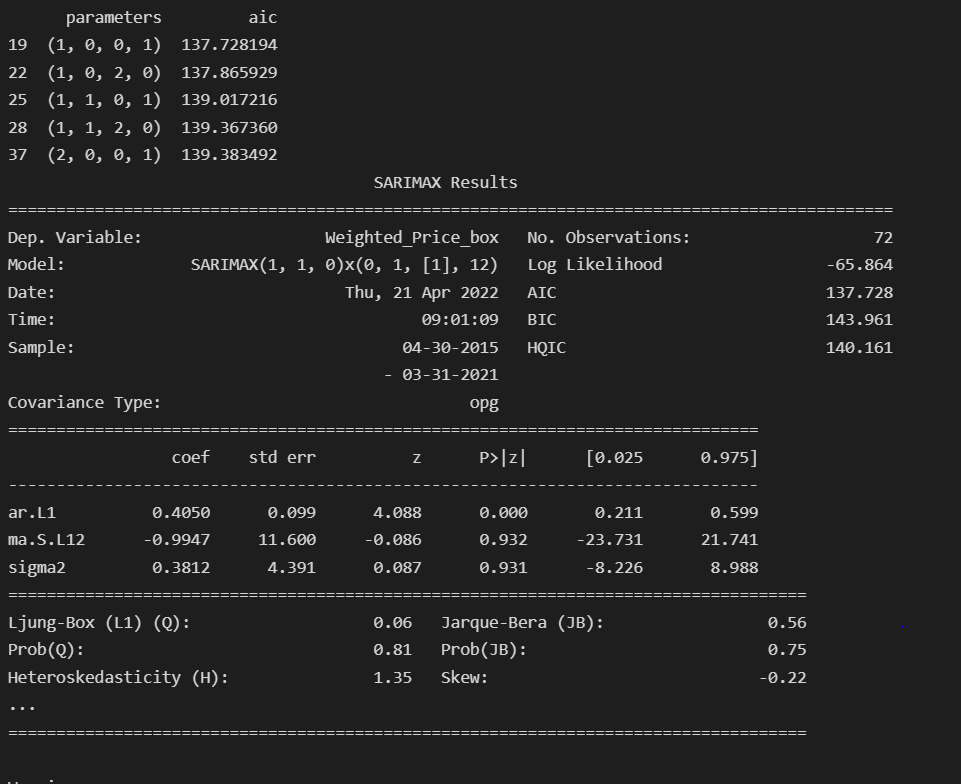 parameters aic
19 (1, 0, 0, 1) 137.728194
22 (1, 0, 2, 0) 137.865929
25 (1, 1, 0, 1) 139.017216
28 (1, 1, 2, 0) 139.367360
37 (2, 0, 0, 1) 139.383492
SARIMAX Results
==========================================================================================
Dep. Variable: Weighted_Price_box No. Observations: 72
Model: SARIMAX(1, 1, 0)x(0, 1, [1], 12) Log Likelihood -65.864
Date: Thu, 21 Apr 2022 AIC 137.728
Time: 09:01:09 BIC 143.961
Sample: 04-30-2015 HQIC 140.161
- 03-31-2021
Covariance Type: opg
==============================================================================
coef std err z P>|z| [0.025 0.975]
------------------------------------------------------------------------------
ar.L1 0.4050 0.099 4.088 0.000 0.211 0.599
ma.S.L12 -0.9947 11.600 -0.086 0.932 -23.731 21.741
sigma2 0.3812 4.391 0.087 0.931 -8.226 8.988
===================================================================================
Ljung-Box (L1) (Q): 0.06 Jarque-Bera (JB): 0.56
Prob(Q): 0.81 Prob(JB): 0.75
Heteroskedasticity (H): 1.35 Skew: -0.22
...
===================================================================================